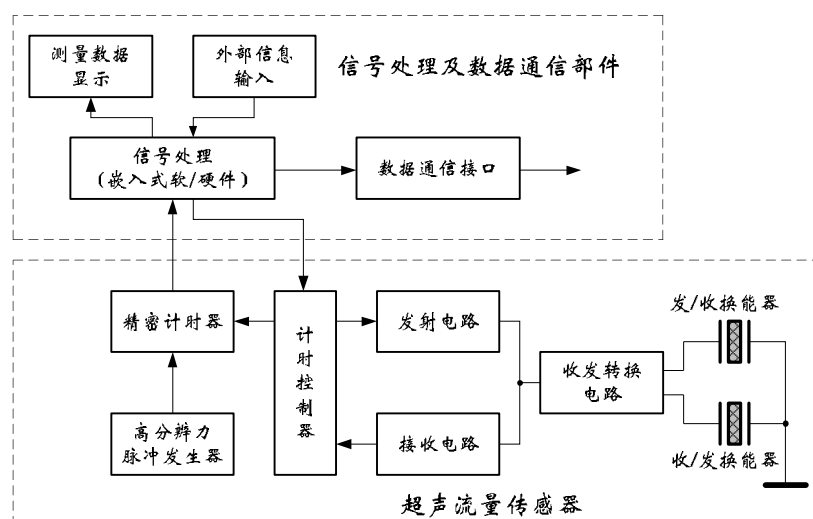 测量数据
显示
外部信息
输入
信号处理及数据通信部件
信号处理
(嵌入式软/硬件)
数据通信接口
精密计时器
计
时
控
制
器
发射电路
发/收换能器
收发转换
电路
高分辨力
脉冲发生器
接收电路
收/发换能器
超声流量传感器